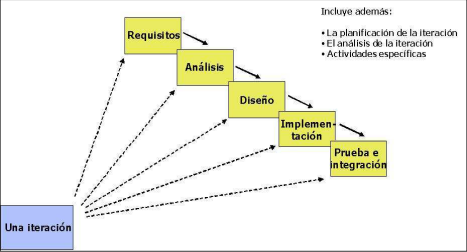 Incluye además:
• La planificación de la iteración
• El análisis de la iteración
• Actividades específicas
Requisitos
Análisis
Diseño
Implemen-
tación
Prueba e
integración
Una iteración